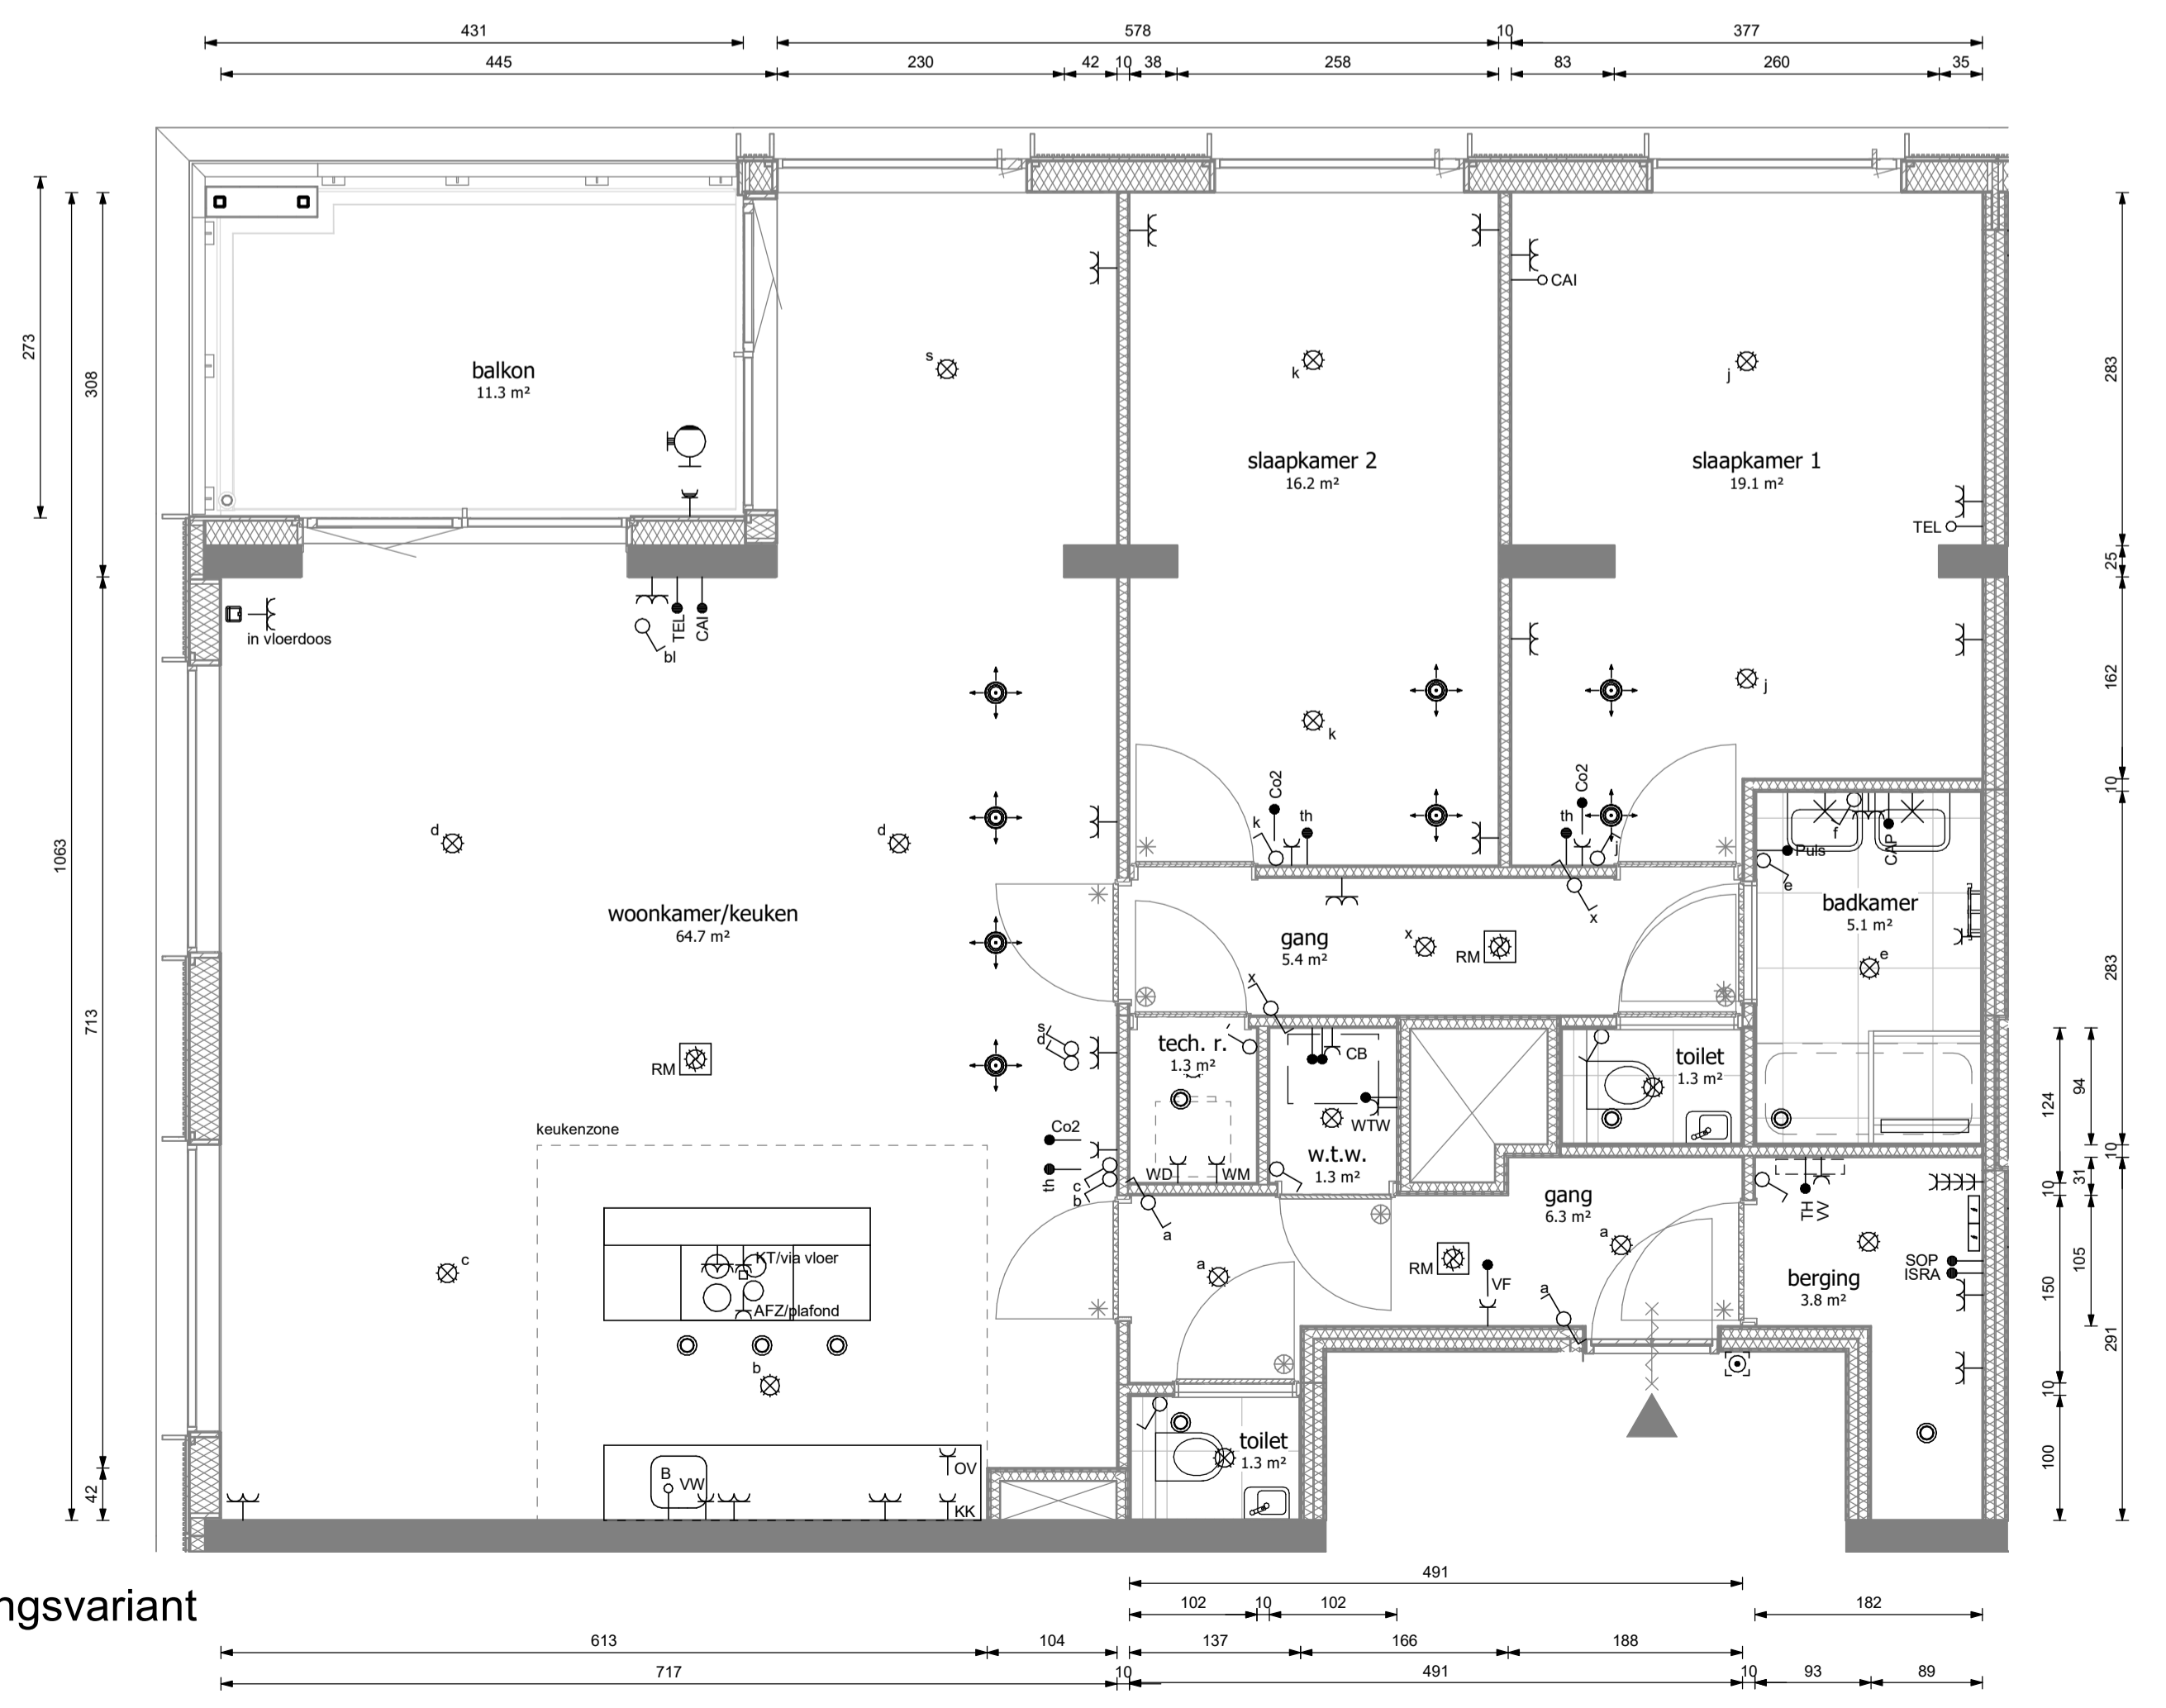 431
578
10
377
445
230
42
10
38
258
83
260
35
273
308
1063
713
42
balkon
11.3 m²
s
k
j
CAI
slaapkamer 2
16.2 m²
slaapkamer 1
19.1 m²
TEL
in vloerdoos
TEL
CAI
bl
k
j
Co2
th
k
Co2
th
j
d
d
f
CAP
Puls
e
woonkamer/keuken
64.7 m²
x
badkamer
5.1 m²
e
gang
5.4 m²
x
RM
x
s
d
RM
tech. r.
1.3 m²
CB
toilet
1.3 m²
WTW
keukenzone
Co2
th
c
b
WD
WM
w.t.w.
1.3 m²
a
gang
6.3 m²
a
TH
VV
KT/via vloer
AFZ/plafond
c
b
a
RM
VF
a
SOP
ISRA
berging
3.8 m²
toilet
1.3 m²
B
VW
OV
KK
283
25
162
10
283
10
291
124
94
10
31
150
105
10
100
ngsvariant
491
102
10
102
182
613
104
137
166
188
717
10
491
10
93
89